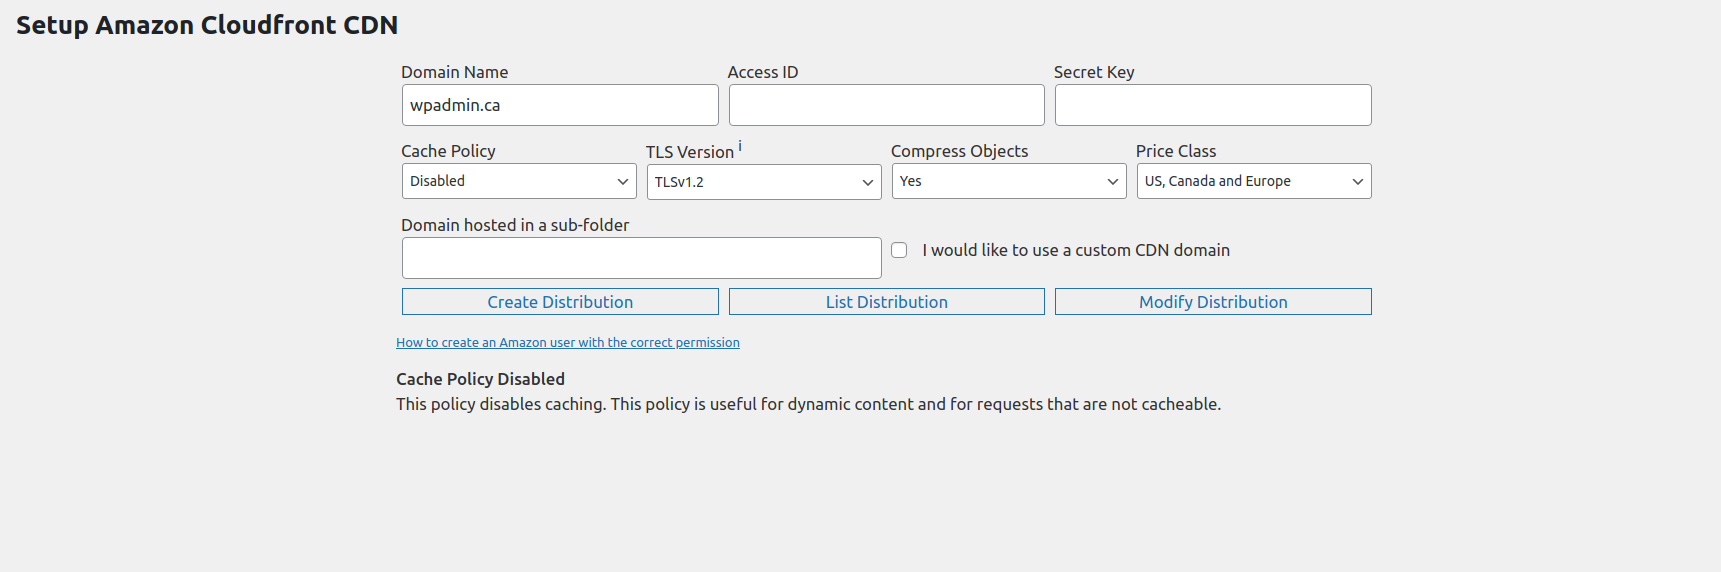 Setup Amazon Cloudfront CDN
Domain Name Access ID Secret Key
wpadmin.ca
Cache Policy TLS Version i Compress Objects Price Class
Disabled TLSv1.2 Yes US, Canada and Europe
Domain hosted in a sub-folder
I would like to use a custom CDN domain
Create Distribution List Distribution Modify Distribution
How to create an Amazon user with the correct permission
Cache Policy Disabled
This policy disables caching. This policy is useful for dynamic content and for requests that are not cacheable.